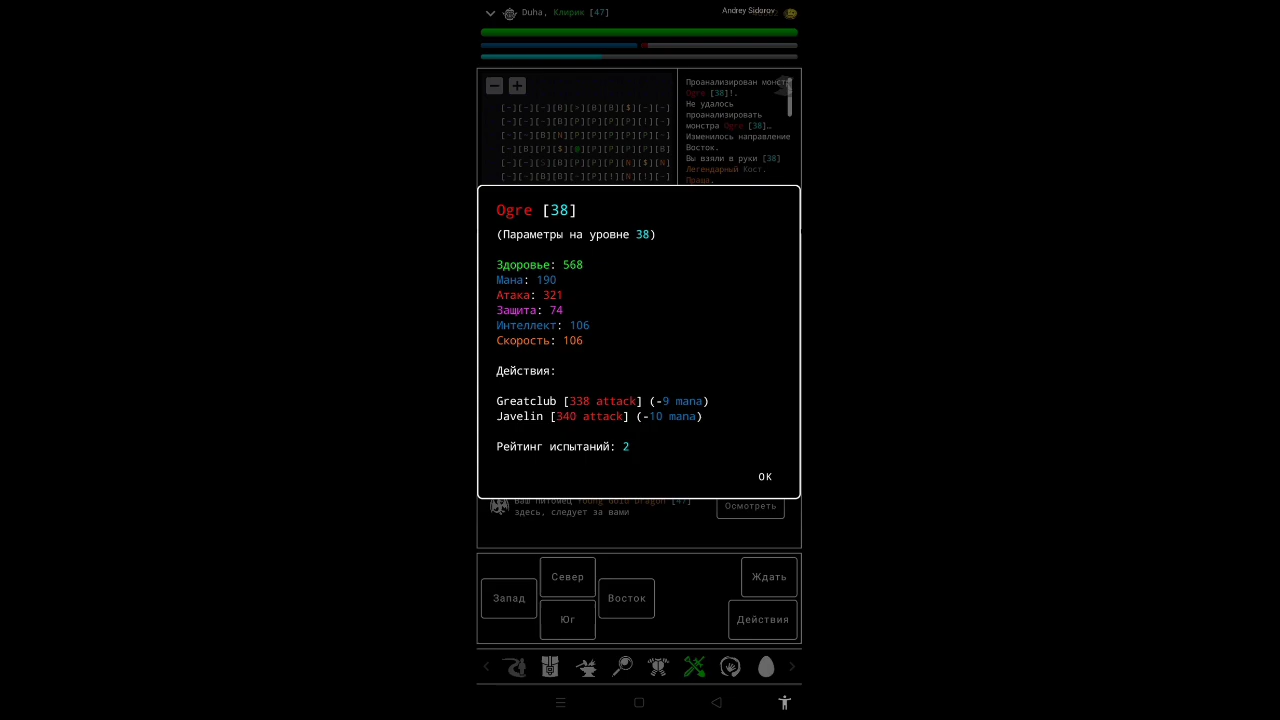 Duha, Клирик [47]
Andrey Sidorov
Проанализирован монст
Ogre [38]!.
Не удалось
проанализировать
монстра Ogre [38]…
Изменилось направление
Восток.
Вы взяли в руки [38]
Легендарный Кост.
Праща.
[-][-][-][B][>][B][B][$][-][-]
[-][-][-][B][P][P][P][P][!][-]
[-][-][B][N][P][P][P][P][P][-]
[-][B][P][$][@][P][P][P][P][B]
[-][-][S][B][P][P][P][N][$][N]
[-][-][B][B][-][P][!][N][!][-]
Ogre [38]
(Параметры на уровне 38)
Здоровье: 568
Мана: 190
Атака: 321
Защита: 74
Интеллект: 106
Скорость: 106
Действия:
Greatclub [338 attack] (-9 mana)
Javelin [340 attack] (-10 mana)
Рейтинг испытаний: 2
OK
Ваш питомец Young Gold Dragon [47]
здесь, следует за вами
Осмотреть
Север
Ждать
Запад
Восток
Юг
Действия